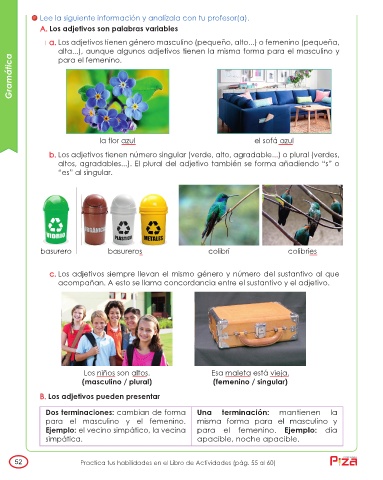 Lee la siguiente información y analízala con tu profesor(a).
A. Los adjetivos son palabras variables
a. Los adjetivos tienen género masculino (pequeño, alto...) o femenino (pequeña,
alta...), aunque algunos adjetivos tienen la misma forma para el masculino y
para el femenino.
Gramática
la flor azul
el sofá azul
b. Los adjetivos tienen número singular (verde, alto, agradable...) o plural (verdes,
altos, agradables...). El plural del adjetivo también se forma añadiendo “s” o
“es” al singular.
VIDRIO
PLÁSTICO
METALES
basurero basureros colibrí colibríes
c. Los adjetivos siempre llevan el mismo género y número del sustantivo al que
acompañan. A esto se llama concordancia entre el sustantivo y el adjetivo.
Los niños son altos.
(masculino / plural)
Esa maleta está vieja.
(femenino / singular)
B. Los adjetivos pueden presentar
Dos terminaciones: cambian de forma
para el masculino y el femenino.
Ejemplo: el vecino simpático, la vecina
simpática.
Una terminación: mantienen la
misma forma para el masculino y
para el femenino. Ejemplo: día
apacible, noche apacible.
52
Practica tus habilidades en el Libro de Actividades (pág. 55 al 60)